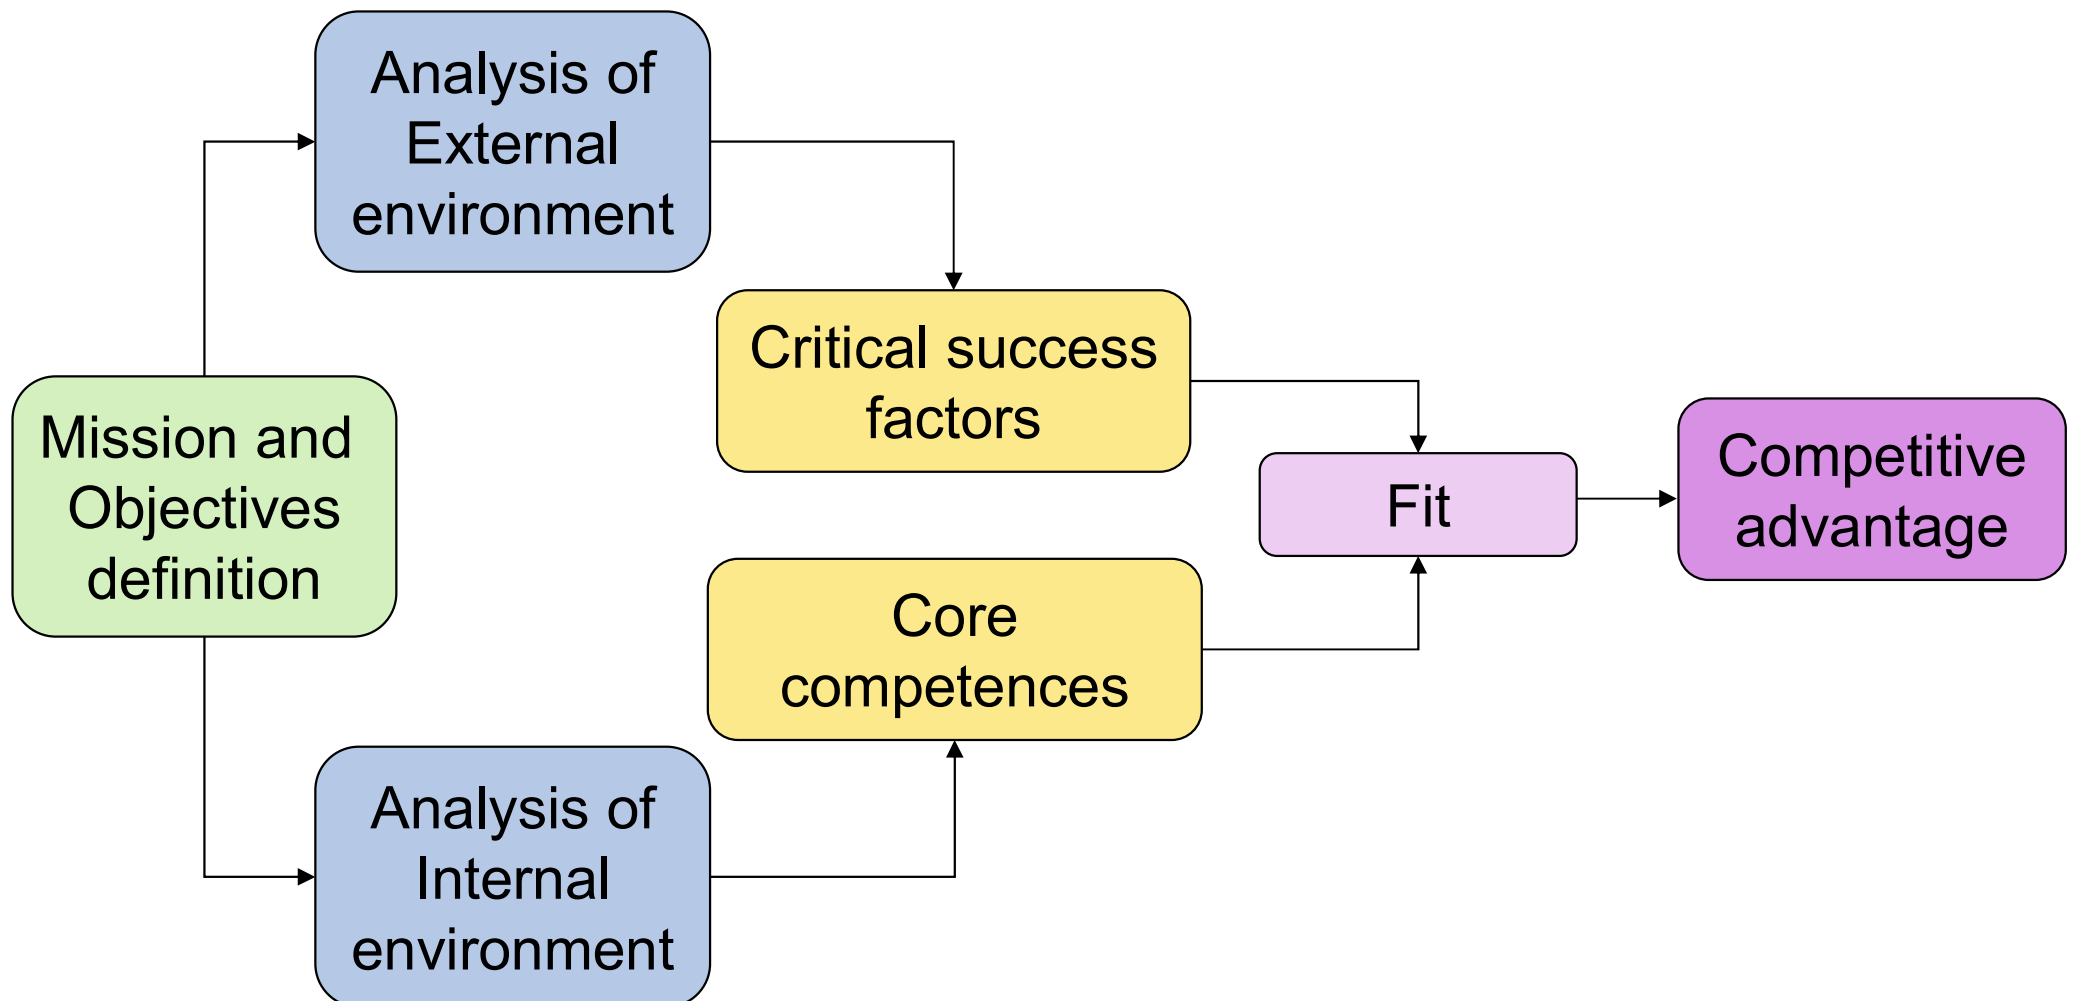 Analysis of
External
environment
Critical success
factors
Mission and
Objectives
definition
Fit
Competitive
advantage
Core
competences
Analysis of
Internal
environment